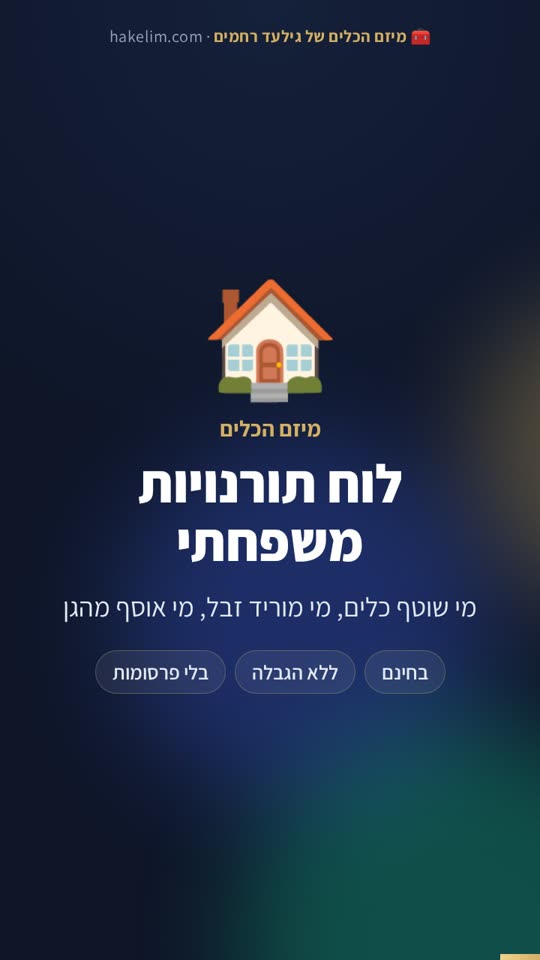 🧰 מיזם הכלים של גילעד רחמים · hakelim.com
מיזם הכלים
לוח תורנויות
משפחתי
מי שוטף כלים, מי מוריד זבל, מי אוסף מהגן
בחינם
ללא הגבלה
בלי פרסומות